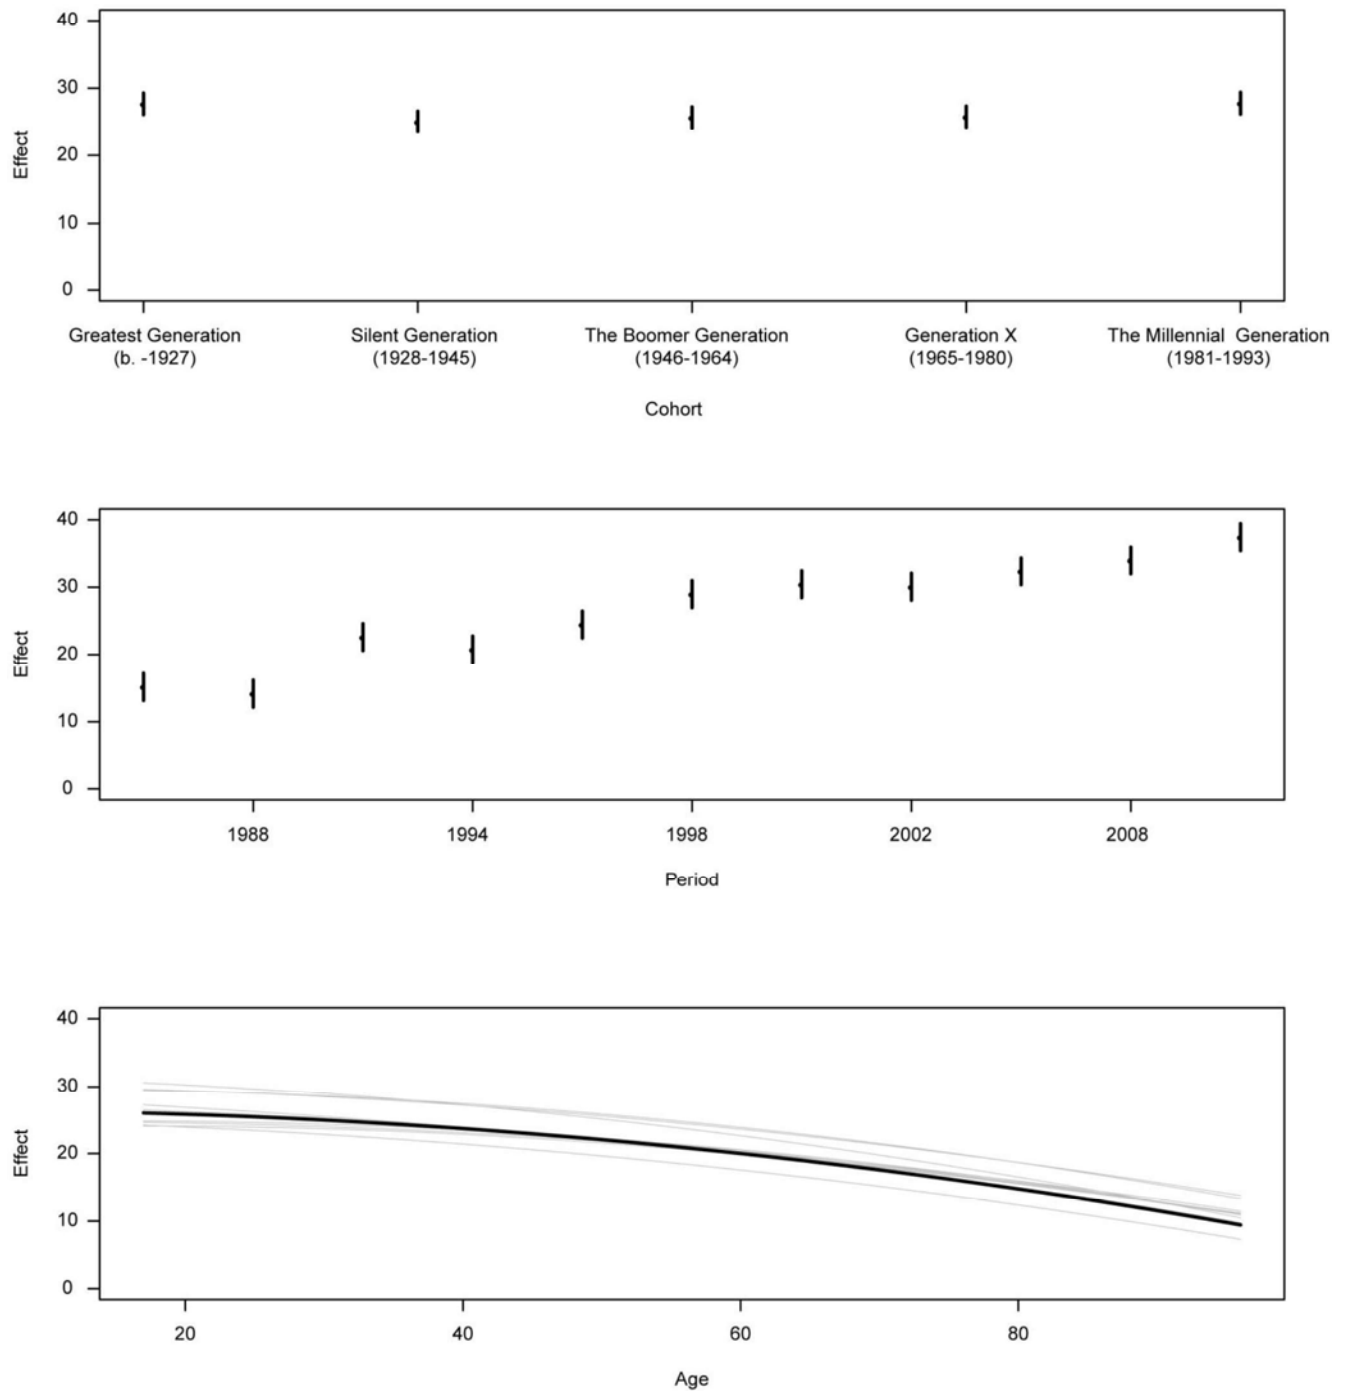 40
30
20
10
0
Effect
Greatest Generation
(b. -1927)
Silent Generation
(1928-1945)
The Boomer Generation
(1946-1964)
Generation X
(1965-1980)
The Millennial Generation
(1981-1993)
Cohort
40
30
20
10
0
Effect
1988
1994
1998
2002
2008
Period
40
30
20
10
0
Effect
20
40
60
80
Age